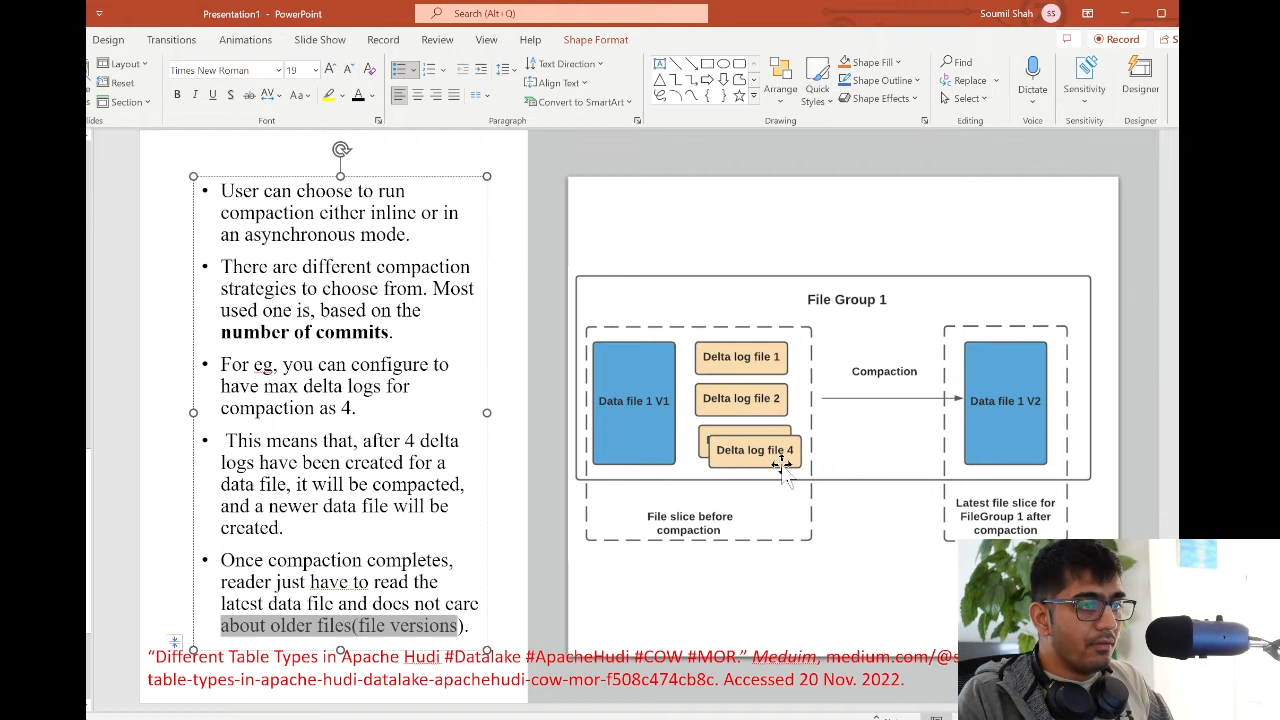 Presentation1 - PowerPoint
Search (Alt+Q)
Soumil Shah
SS
Design
Transitions
Animations
Slide Show
Record
Review
View
Help
Shape Format
Record
S
Layout
Reset
Section
lides
Times New Roman
19
B I U S ab AV Aa A
Font
Text Direction
Align Text
Convert to SmartArt
Paragraph
Arrange
Quick
Styles
Shape Fill
Shape Outline
Shape Effects
Drawing
Find
Replace
Select
Editing
Dictate
Voice
Sensitivity
Sensitivity
Designer
Designer
• User can choose to run
compaction either inline or in
an asynchronous mode.
• There are different compaction
strategies to choose from. Most
used one is, based on the
number of commits.
• For eg, you can configure to
have max delta logs for
compaction as 4.
• This means that, after 4 delta
logs have been created for a
data file, it will be compacted,
and a newer data file will be
created.
• Once compaction completes,
reader just have to read the
latest data file and does not care
about older files(file versions).
File Group 1
Data file 1 V1
Delta log file 1
Delta log file 2
Delta log file 4
Compaction
Data file 1 V2
File slice before
compaction
Latest file slice for
FileGroup 1 after
compaction
“Different Table Types in Apache Hudi #Datalake #ApacheHudi #COW #MOR.” Meduim, medium.com/@s
table-types-in-apache-hudi-datalake-apachehudi-cow-mor-f508c474cb8c. Accessed 20 Nov. 2022.